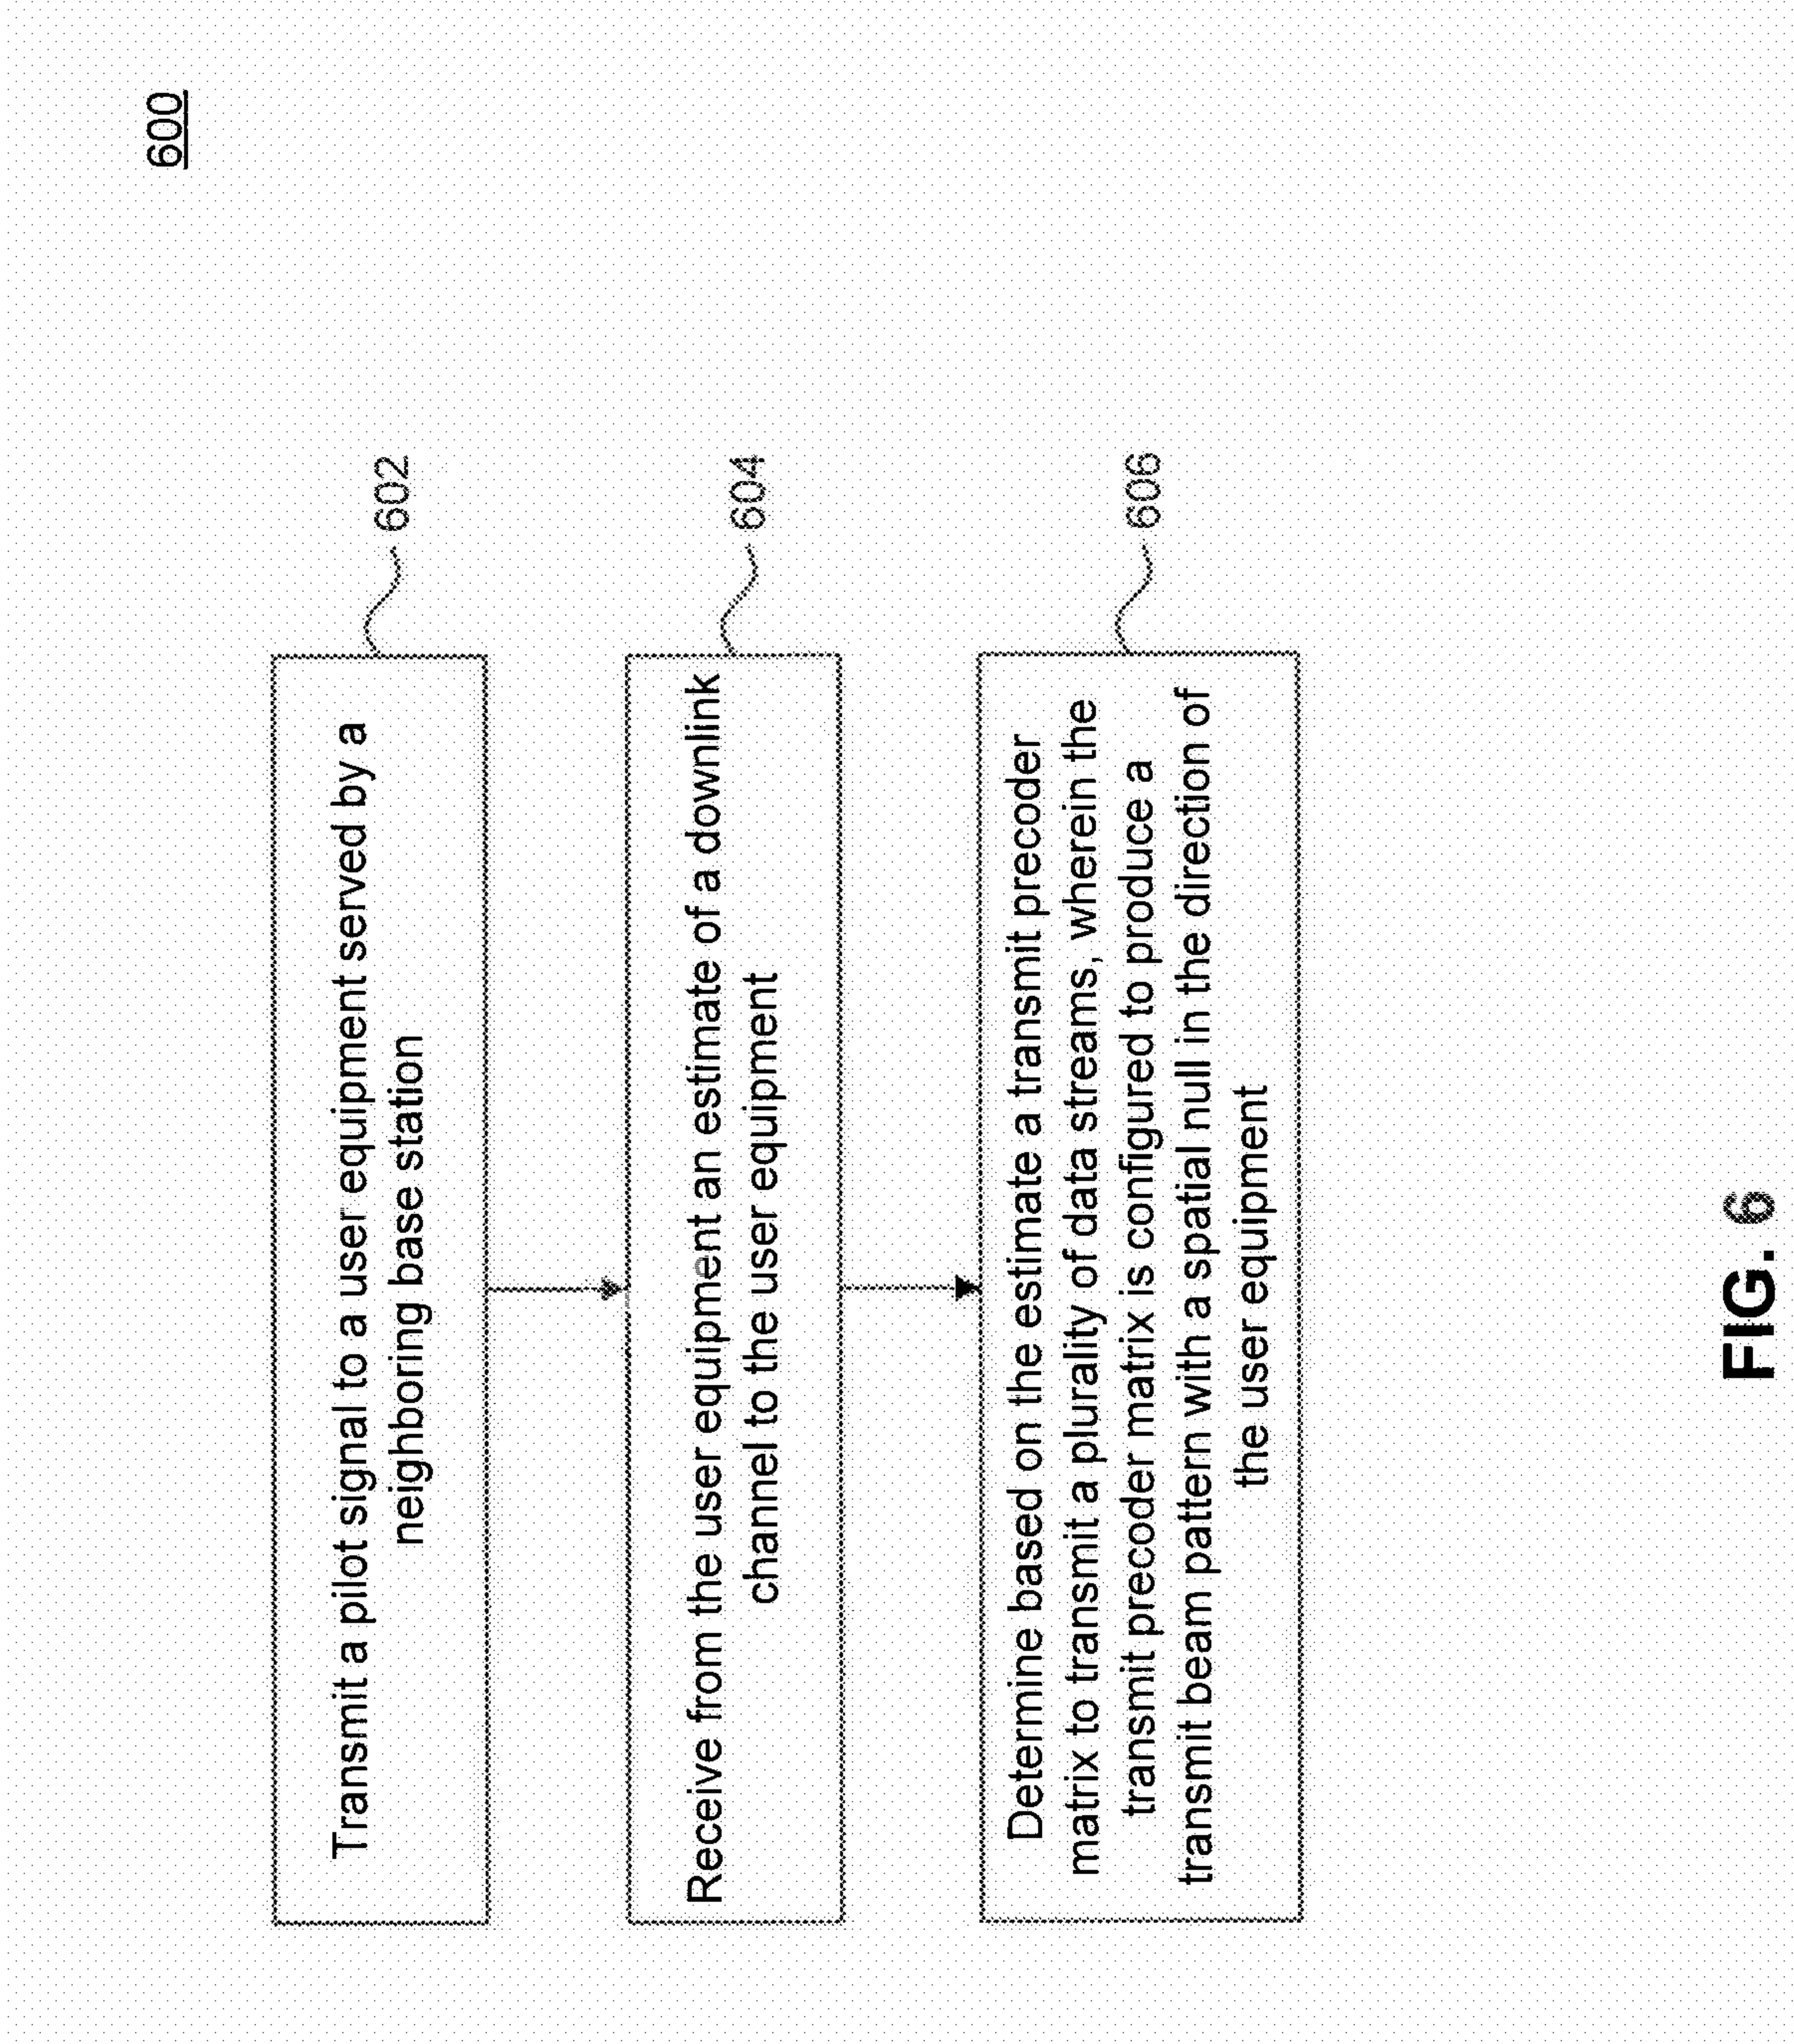 600
Transmit a pilot signal to a user equipment served by a
neighboring base station
602
Receive from the user equipment an estimate of a downlink
channel to the user equipment
604
Determine based on the estimate a transmit precoder
matrix to transmit a plurality of data streams, wherein the
transmit precoder matrix is configured to produce a
transmit beam pattern with a spatial null in the direction of
the user equipment
606
FIG. 6